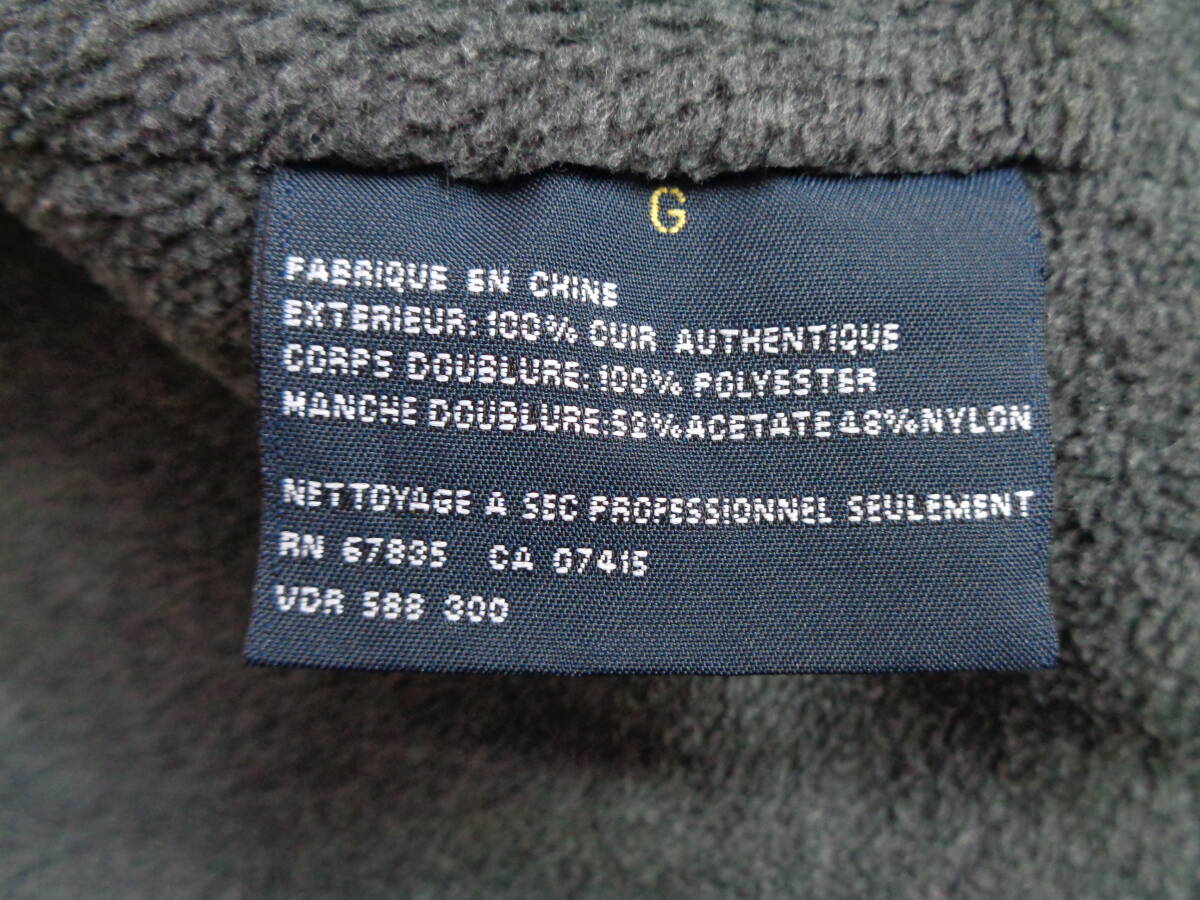 G
FABRIQUE EN CHINE
EXTERIEUR: 100% CUIR AUTHENTIQUE
CORPS DOUBLURE: 100% POLYESTER
MANCHE DOUBLURE: 52% ACETATE 48% NYLON
NETTOYAGE A SEC PROFESSIONNEL SEULEMENT
RN 67835 CA 07415
VDR 588 300